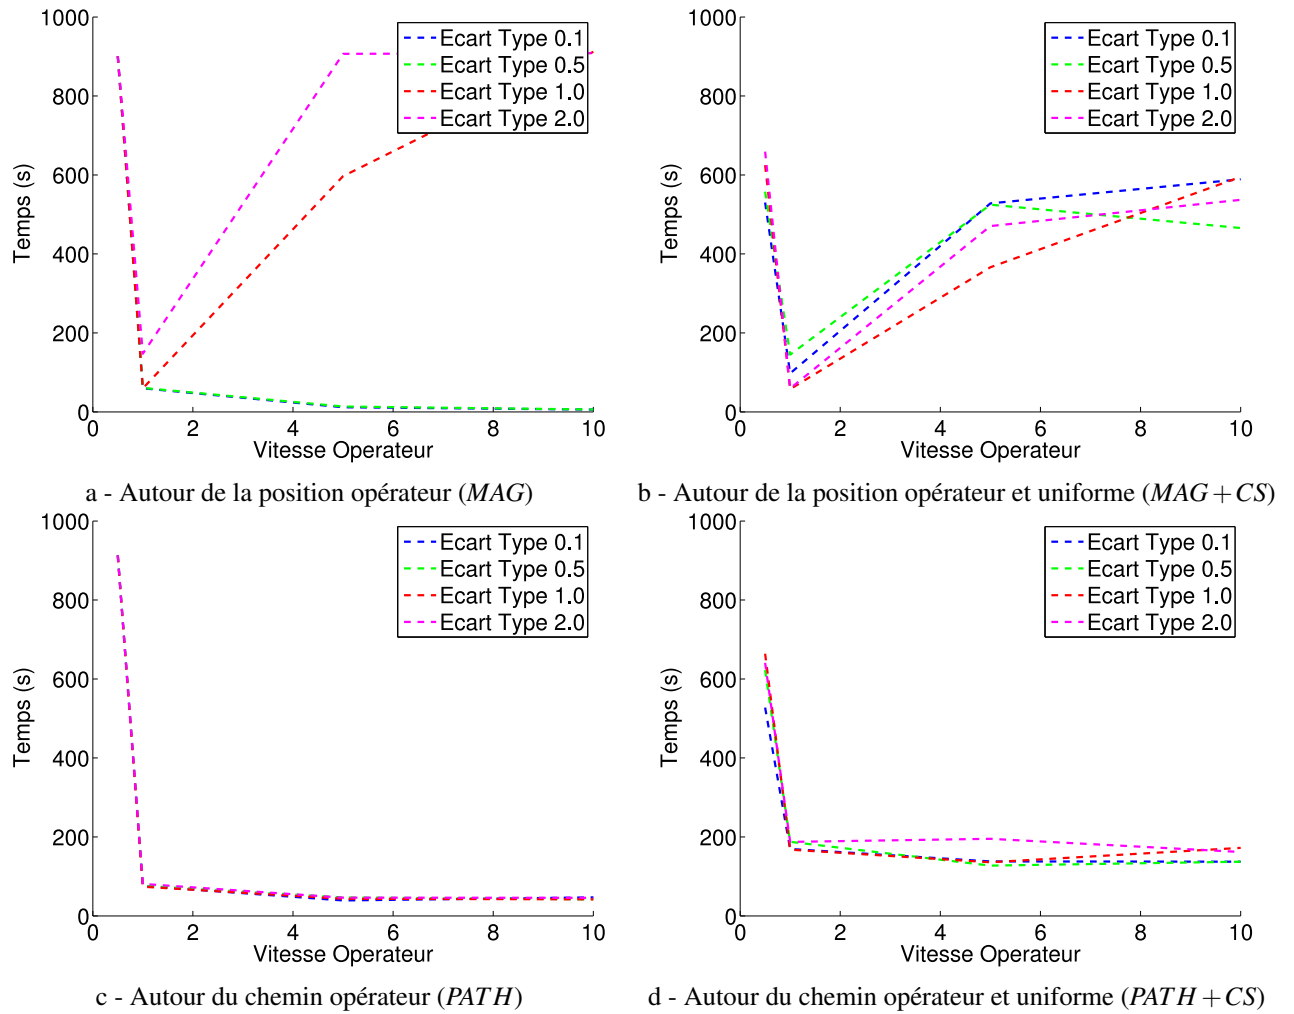 1000
800
600
400
200
0
Temps (s)
0 2 4 6 8 10
Vitesse Operateur
Ecart Type 0.1
Ecart Type 0.5
Ecart Type 1.0
Ecart Type 2.0
a - Autour de la position opérateur (MAG)
1000
800
600
400
200
0
Temps (s)
0 2 4 6 8 10
Vitesse Operateur
Ecart Type 0.1
Ecart Type 0.5
Ecart Type 1.0
Ecart Type 2.0
b - Autour de la position opérateur et uniforme (MAG + CS)
1000
800
600
400
200
0
Temps (s)
0 2 4 6 8 10
Vitesse Operateur
Ecart Type 0.1
Ecart Type 0.5
Ecart Type 1.0
Ecart Type 2.0
c - Autour du chemin opérateur (PATH)
1000
800
600
400
200
0
Temps (s)
0 2 4 6 8 10
Vitesse Operateur
Ecart Type 0.1
Ecart Type 0.5
Ecart Type 1.0
Ecart Type 2.0
d - Autour du chemin opérateur et uniforme (PATH + CS)